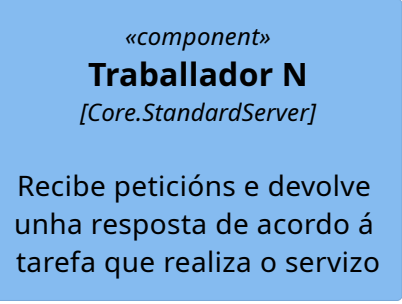 «component»
Traballador N
[Core.StandardServer]
Recibe peticións e devolve
unha resposta de acordo á
tarefa que realiza o servizo